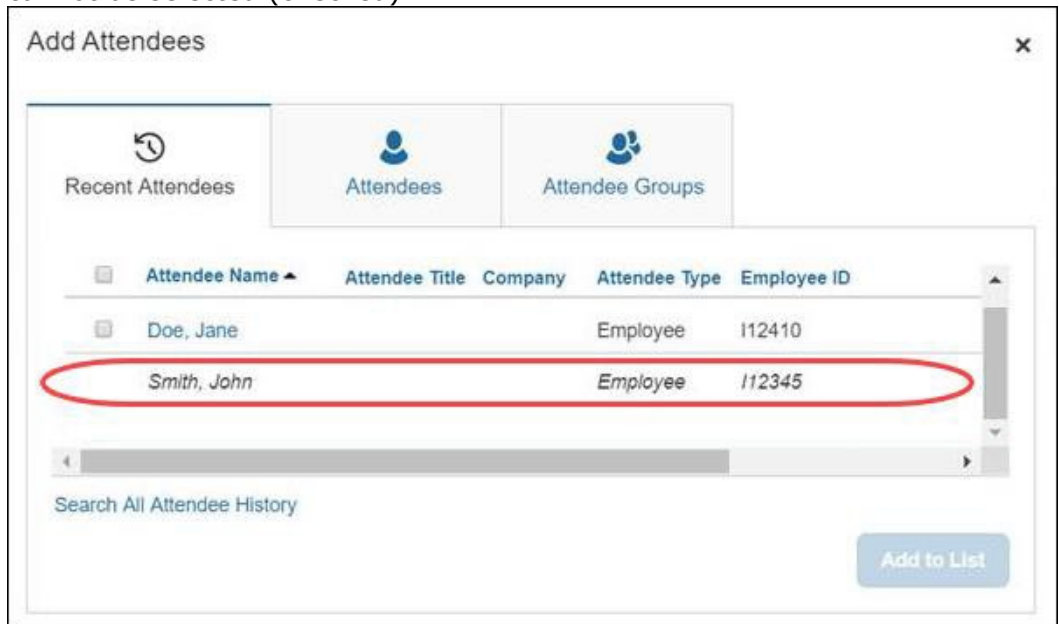 Add Attendees ×
Recent Attendees Attendees Attendee Groups
Attendee Name Attendee Title Company Attendee Type Employee ID
Doe, Jane Employee I12410
Smith, John Employee I12345
Search All Attendee History
Add to List